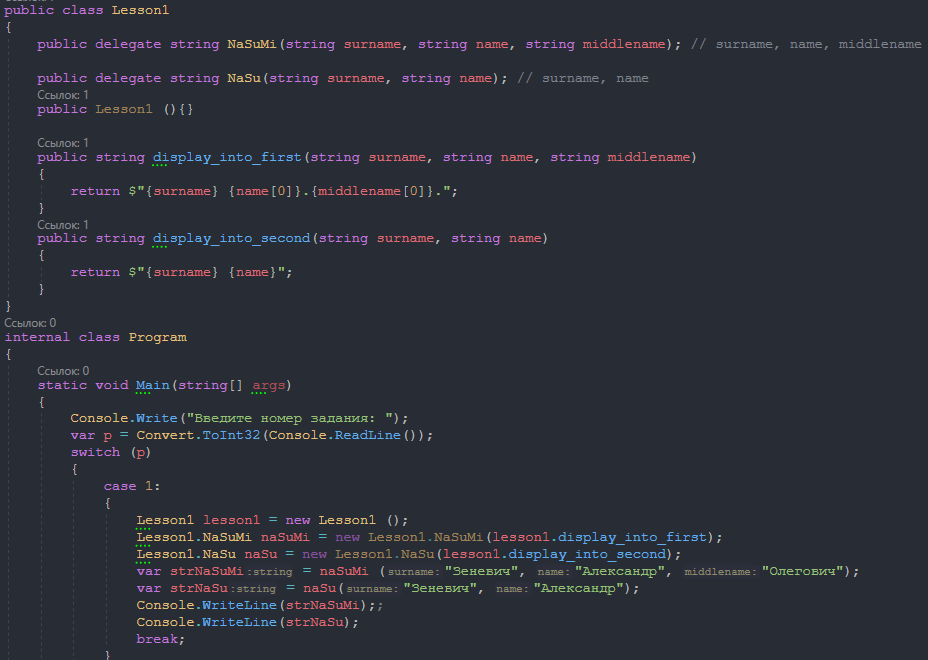 public class Lesson1
{
public delegate string NaSuMi(string surname, string name, string middlename); // surname, name, middlename
public delegate string NaSu(string surname, string name); // surname, name
Ссылок: 1
public Lesson1 (){}
Ссылок: 1
public string display_into_first(string surname, string name, string middlename)
{
return $"{surname} {name[0]}.{middlename[0]}.";
}
Ссылок: 1
public string display_into_second(string surname, string name)
{
return $"{surname} {name}";
}
}
Ссылок: 0
internal class Program
{
Ссылок: 0
static void Main(string[] args)
{
Console.Write("Введите номер задания: ");
var p = Convert.ToInt32(Console.ReadLine());
switch (p)
{
case 1:
{
Lesson1 lesson1 = new Lesson1 ();
Lesson1.NaSuMi naSuMi = new Lesson1.NaSuMi(lesson1.display_into_first);
Lesson1.NaSu naSu = new Lesson1.NaSu(lesson1.display_into_second);
var strNaSuMi:string = naSuMi (surname:"Зеневич", name:"Александр", middlename:"Олегович");
var strNaSu:string = naSu(surname:"Зеневич", name:"Александр");
Console.WriteLine(strNaSuMi);;
Console.WriteLine(strNaSu);
break;
}